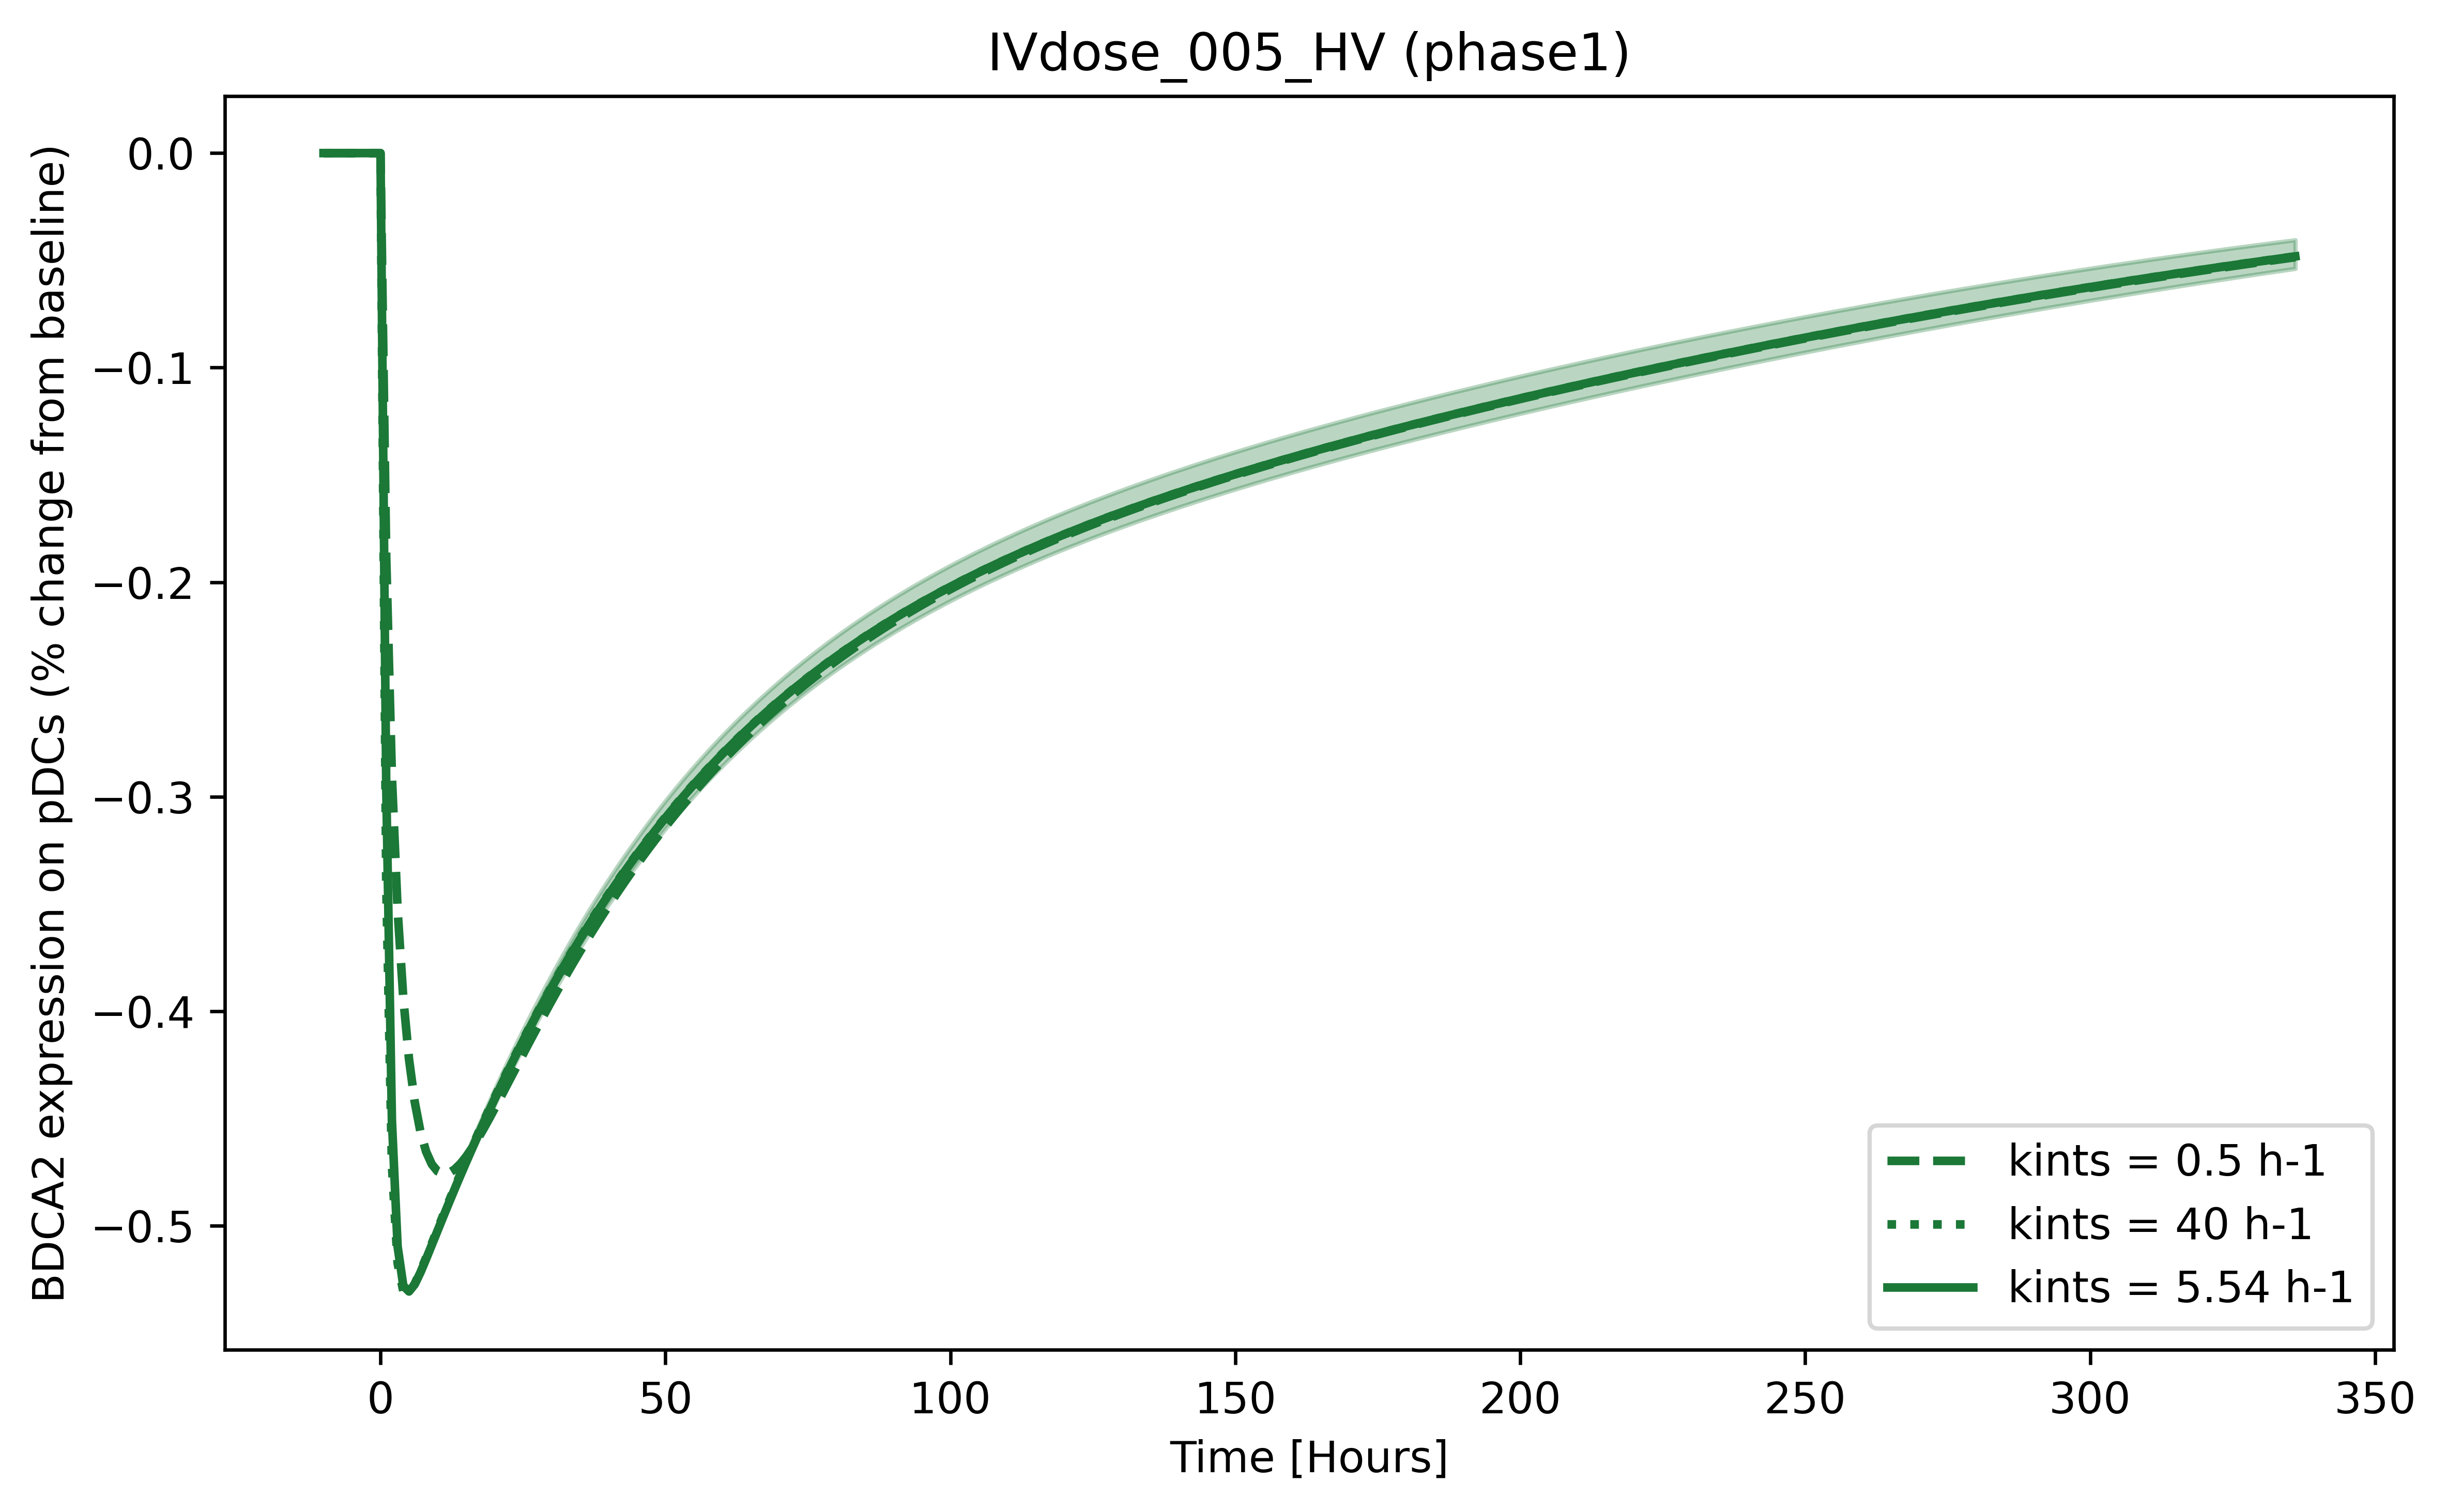 IVdose_005_HV (phase1)
BDCA2 expression on pDCs (% change from baseline)
0.0
−0.1
−0.2
−0.3
−0.4
−0.5
kints = 0.5 h-1
kints = 40 h-1
kints = 5.54 h-1
0 50 100 150 200 250 300 350
Time [Hours]